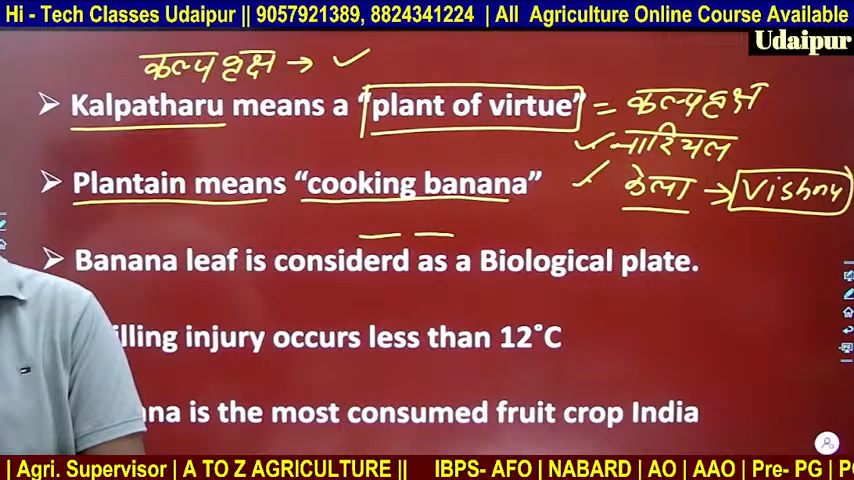 Hi - Tech Classes Udaipur || 9057921389, 8824341224 | All Agriculture Online Course Available
Udaipur
कल्पवृक्ष → ✓
➢ Kalpatharu means a “plant of virtue” = कल्पवृक्ष
✓ नारियल
➢ Plantain means “cooking banana” ✓ केला → Vishnu
➢ Banana leaf is considerd as a Biological plate.
illing injury occurs less than 12˚C
na is the most consumed fruit crop India
| Agri. Supervisor | A TO Z AGRICULTURE || IBPS- AFO | NABARD | AO | AAO | Pre- PG |